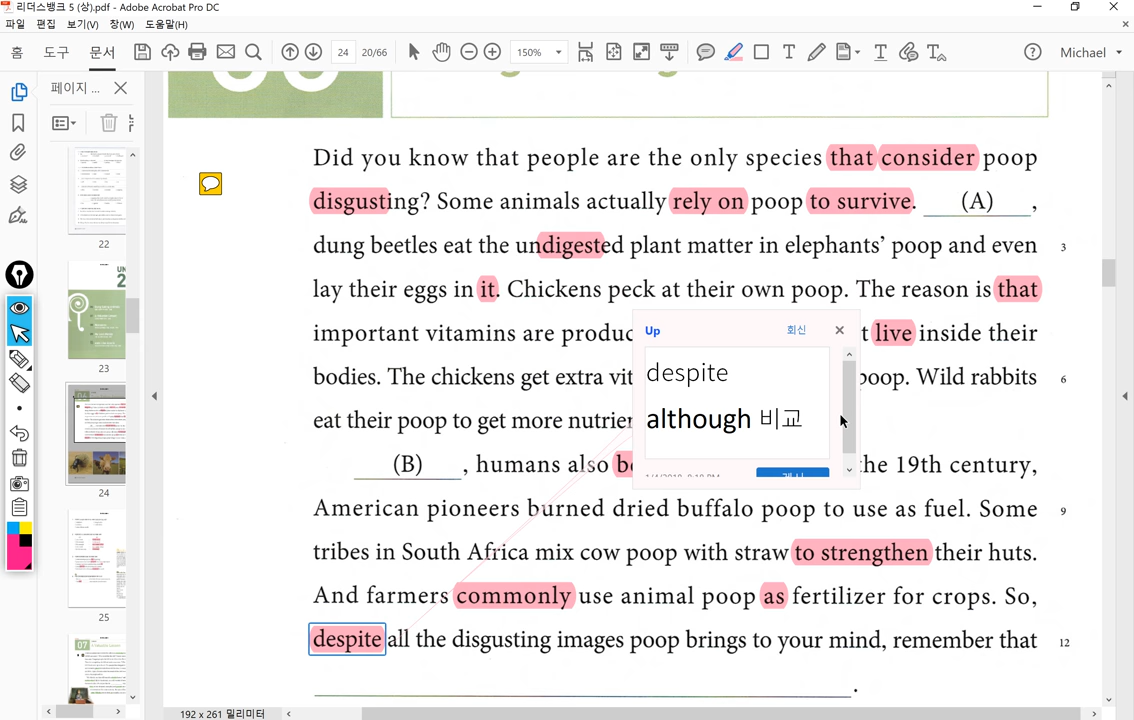 리더스뱅크 5 (상).pdf - Adobe Acrobat Pro DC
파일 편집 보기(V) 창(W) 도움말(H)
홈 도구 문서 24 20/66 150% Michael
페이지 ...
22
UN
2
23
24
25
07
Did you know that people are the only species that consider poop
disgusting? Some animals actually rely on poop to survive. (A) ,
dung beetles eat the undigested plant matter in elephants' poop and even 3
lay their eggs in it. Chickens peck at their own poop. The reason is that
important vitamins are produc t live inside their
bodies. The chickens get extra vit poop. Wild rabbits 6
eat their poop to get more nutrier
(B) , humans also be the 19th century,
American pioneers burned dried buffalo poop to use as fuel. Some 9
tribes in South Africa mix cow poop with straw to strengthen their huts.
And farmers commonly use animal poop as fertilizer for crops. So,
despite all the disgusting images poop brings to your mind, remember that 12
.
Up 회신
despite
although 비교
192 x 261 밀리미터